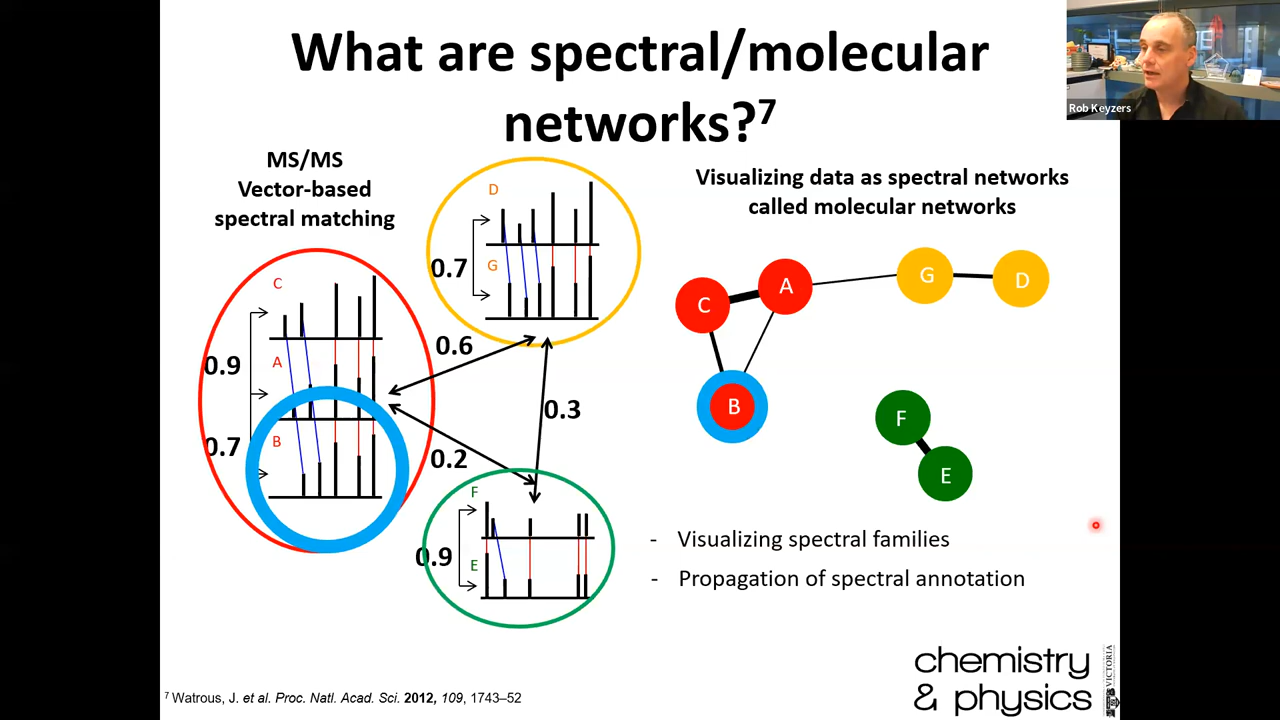 What are spectral/molecular
networks?7
Rob Keyzers
MS/MS
Vector-based
spectral matching
Visualizing data as spectral networks
called molecular networks
D
G
0.7
C
A
B
0.9
0.7
0.6
0.3
0.2
F
E
0.9
C
A
G
D
B
F
E
- Visualizing spectral families
- Propagation of spectral annotation
7 Watrous, J. et al. Proc. Natl. Acad. Sci. 2012, 109, 1743–52
chemistry
& physics
VICTORIA